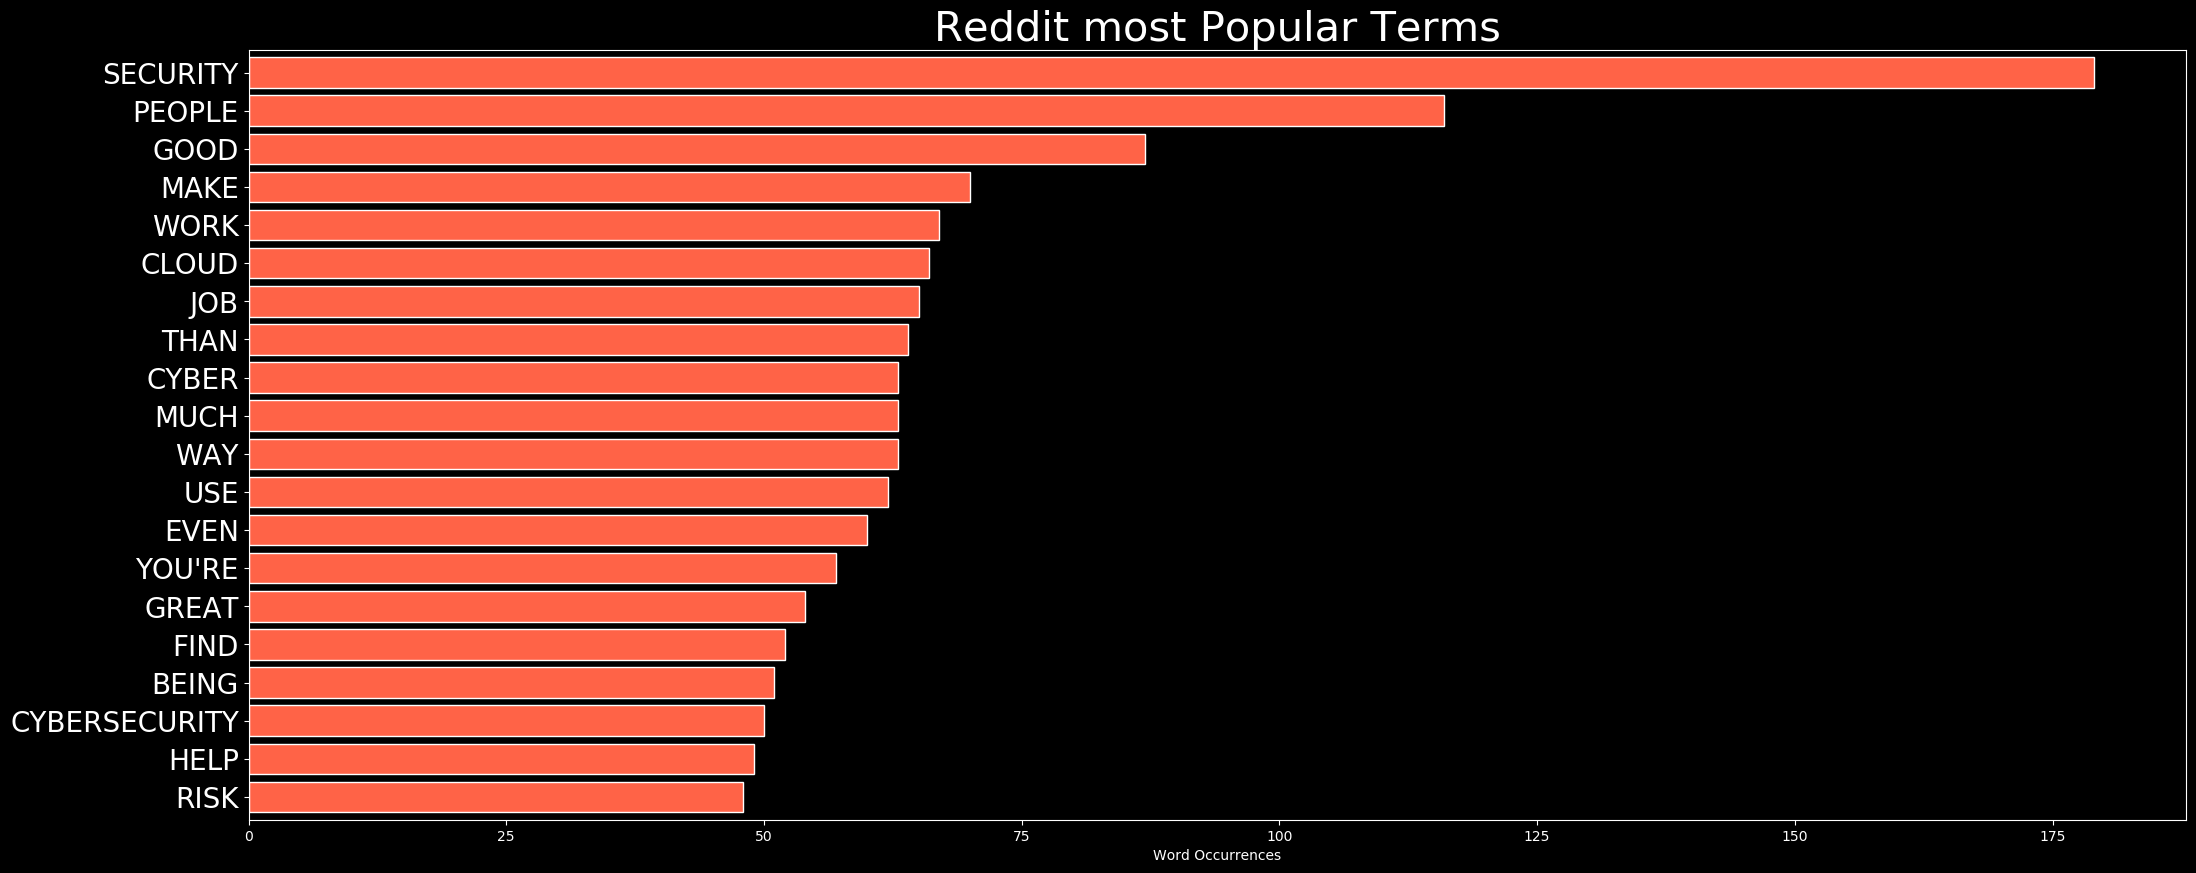 Reddit most Popular Terms
SECURITY
PEOPLE
GOOD
MAKE
WORK
CLOUD
JOB
THAN
CYBER
MUCH
WAY
USE
EVEN
YOU'RE
GREAT
FIND
BEING
CYBERSECURITY
HELP
RISK
0 25 50 75 100 125 150 175
Word Occurrences